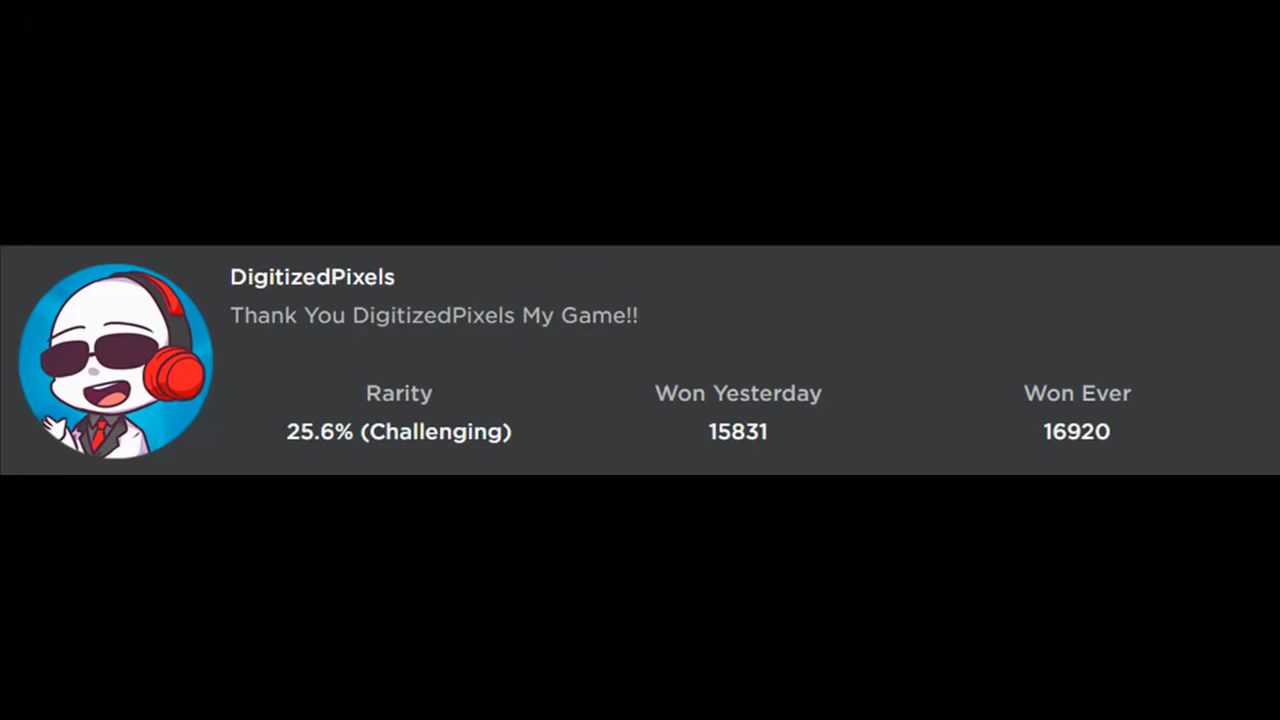 DigitizedPixels
Thank You DigitizedPixels My Game!!
Rarity Won Yesterday Won Ever
25.6% (Challenging) 15831 16920